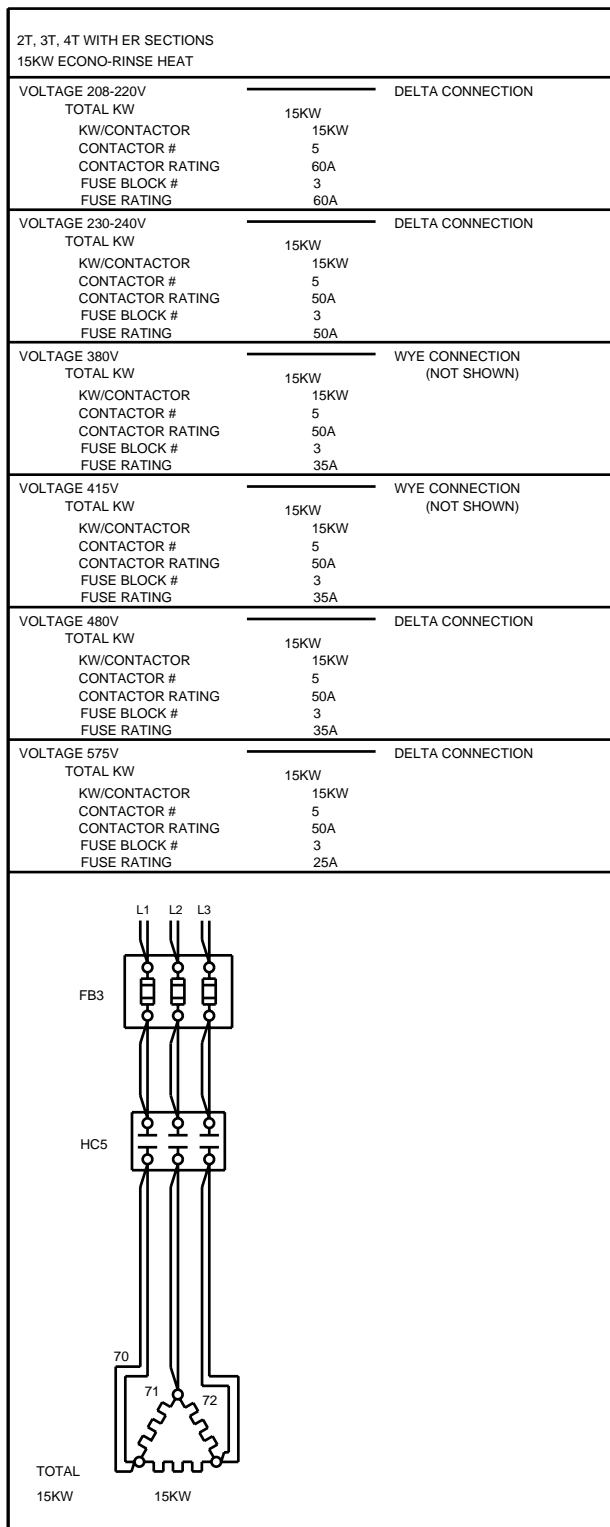 2T, 3T, 4T WITH ER SECTIONS
15KW ECONO-RINSE HEAT
VOLTAGE 208-220V DELTA CONNECTION
TOTAL KW 15KW
KW/CONTACTOR 15KW
CONTACTOR # 5
CONTACTOR RATING 60A
FUSE BLOCK # 3
FUSE RATING 60A
VOLTAGE 230-240V DELTA CONNECTION
TOTAL KW 15KW
KW/CONTACTOR 15KW
CONTACTOR # 5
CONTACTOR RATING 50A
FUSE BLOCK # 3
FUSE RATING 50A
VOLTAGE 380V WYE CONNECTION
TOTAL KW 15KW (NOT SHOWN)
KW/CONTACTOR 15KW
CONTACTOR # 5
CONTACTOR RATING 50A
FUSE BLOCK # 3
FUSE RATING 35A
VOLTAGE 415V WYE CONNECTION
TOTAL KW 15KW (NOT SHOWN)
KW/CONTACTOR 15KW
CONTACTOR # 5
CONTACTOR RATING 50A
FUSE BLOCK # 3
FUSE RATING 35A
VOLTAGE 480V DELTA CONNECTION
TOTAL KW 15KW
KW/CONTACTOR 15KW
CONTACTOR # 5
CONTACTOR RATING 50A
FUSE BLOCK # 3
FUSE RATING 35A
VOLTAGE 575V DELTA CONNECTION
TOTAL KW 15KW
KW/CONTACTOR 15KW
CONTACTOR # 5
CONTACTOR RATING 50A
FUSE BLOCK # 3
FUSE RATING 25A
L1 L2 L3
FB3
HC5
70
71 72
TOTAL
15KW 15KW